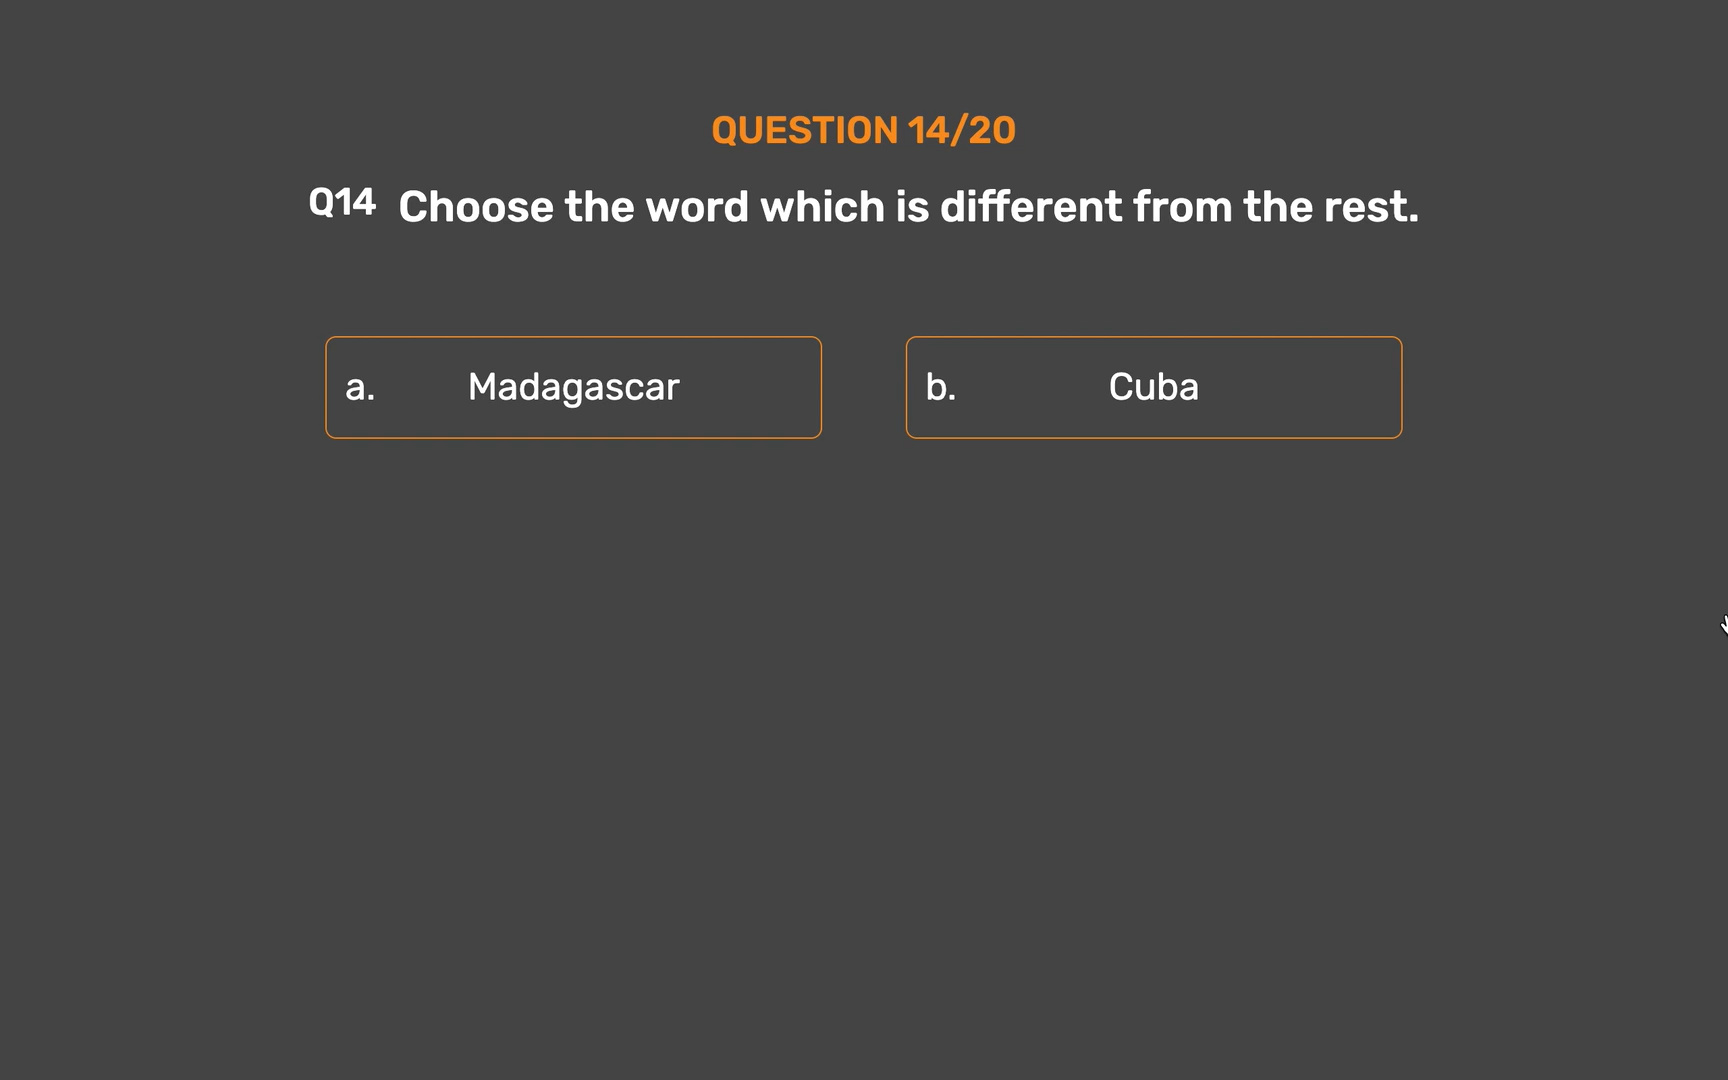 QUESTION 14/20
Q14 Choose the word which is different from the rest.
a. Madagascar
b. Cuba